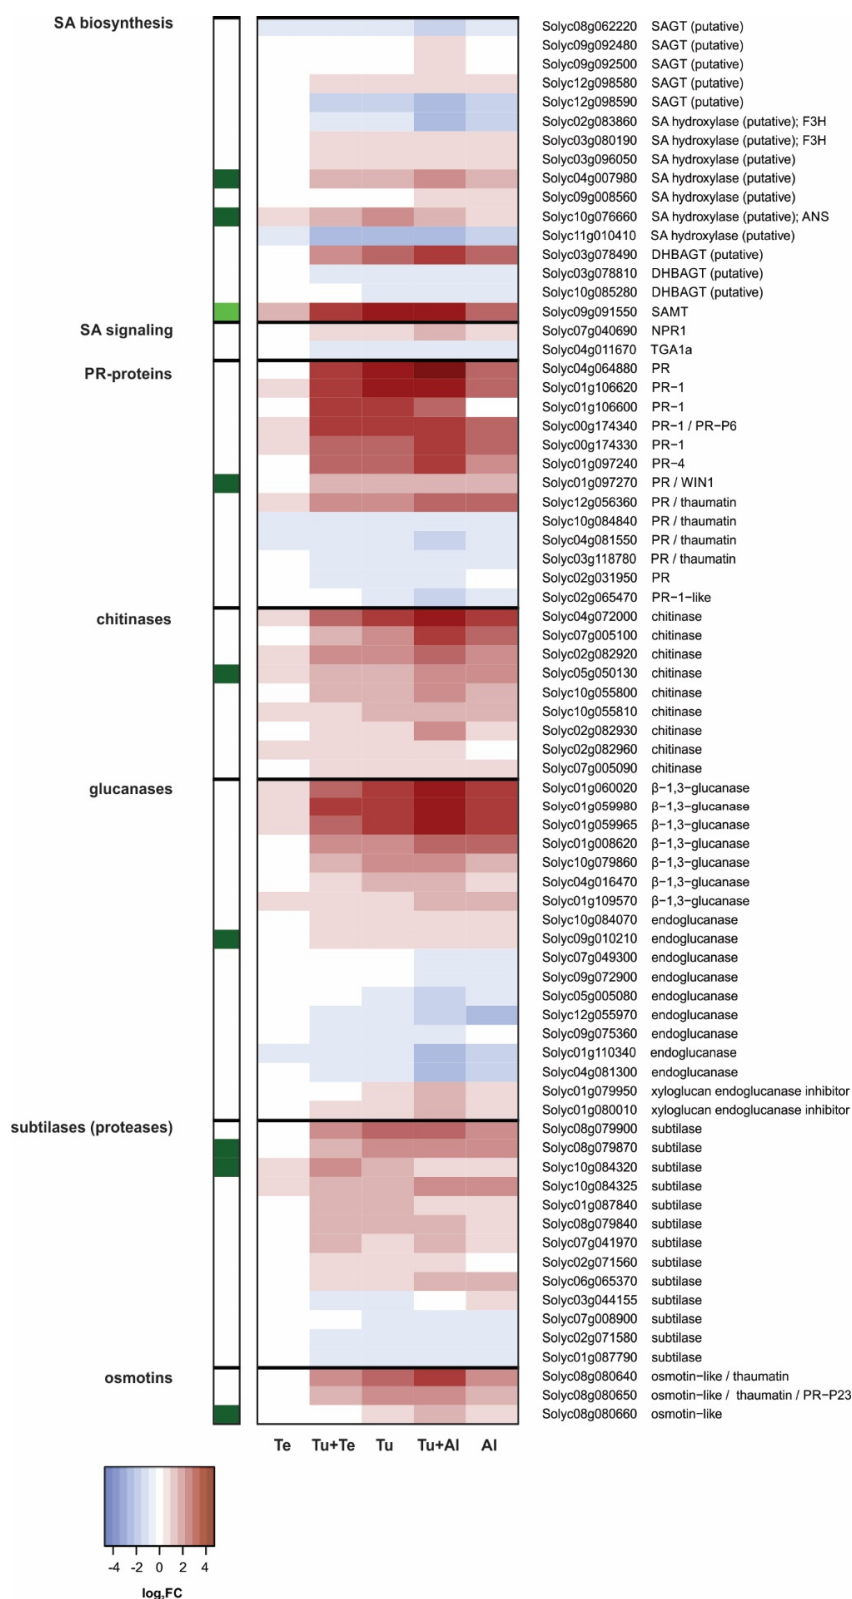 SA biosynthesis
Solyc08g062220 SAGT (putative)
Solyc09g092480 SAGT (putative)
Solyc09g092500 SAGT (putative)
Solyc12g098580 SAGT (putative)
Solyc12g098590 SAGT (putative)
Solyc02g083860 SA hydroxylase (putative); F3H
Solyc03g080190 SA hydroxylase (putative); F3H
Solyc03g096050 SA hydroxylase (putative)
Solyc04g007980 SA hydroxylase (putative)
Solyc09g008560 SA hydroxylase (putative)
Solyc10g076660 SA hydroxylase (putative); ANS
Solyc11g010410 SA hydroxylase (putative)
Solyc03g078490 DHBAGT (putative)
Solyc03g078810 DHBAGT (putative)
Solyc10g085280 DHBAGT (putative)
Solyc09g091550 SAMT
SA signaling
Solyc07g040690 NPR1
Solyc04g011670 TGA1a
PR-proteins
Solyc04g064880 PR
Solyc01g106620 PR−1
Solyc01g106600 PR−1
Solyc00g174340 PR−1 / PR−P6
Solyc00g174330 PR−1
Solyc01g097240 PR−4
Solyc01g097270 PR / WIN1
Solyc12g056360 PR / thaumatin
Solyc10g084840 PR / thaumatin
Solyc04g081550 PR / thaumatin
Solyc03g118780 PR / thaumatin
Solyc02g031950 PR
Solyc02g065470 PR−1−like
chitinases
Solyc04g072000 chitinase
Solyc07g005100 chitinase
Solyc02g082920 chitinase
Solyc05g050130 chitinase
Solyc10g055800 chitinase
Solyc10g055810 chitinase
Solyc02g082930 chitinase
Solyc02g082960 chitinase
Solyc07g005090 chitinase
glucanases
Solyc01g060020 β−1,3−glucanase
Solyc01g059980 β−1,3−glucanase
Solyc01g059965 β−1,3−glucanase
Solyc01g008620 β−1,3−glucanase
Solyc10g079860 β−1,3−glucanase
Solyc04g016470 β−1,3−glucanase
Solyc01g109570 β−1,3−glucanase
Solyc10g084070 endoglucanase
Solyc09g010210 endoglucanase
Solyc07g049300 endoglucanase
Solyc09g072900 endoglucanase
Solyc05g005080 endoglucanase
Solyc12g055970 endoglucanase
Solyc09g075360 endoglucanase
Solyc01g110340 endoglucanase
Solyc04g081300 endoglucanase
Solyc01g079950 xyloglucan endoglucanase inhibitor
Solyc01g080010 xyloglucan endoglucanase inhibitor
subtilases (proteases)
Solyc08g079900 subtilase
Solyc08g079870 subtilase
Solyc10g084320 subtilase
Solyc10g084325 subtilase
Solyc01g087840 subtilase
Solyc08g079840 subtilase
Solyc07g041970 subtilase
Solyc02g071560 subtilase
Solyc06g065370 subtilase
Solyc03g044155 subtilase
Solyc07g008900 subtilase
Solyc02g071580 subtilase
Solyc01g087790 subtilase
osmotins
Solyc08g080640 osmotin−like / thaumatin
Solyc08g080650 osmotin−like / thaumatin / PR−P23
Solyc08g080660 osmotin−like
Te Tu+Te Tu Tu+Al Al
-4 -2 0 2 4
log,FC